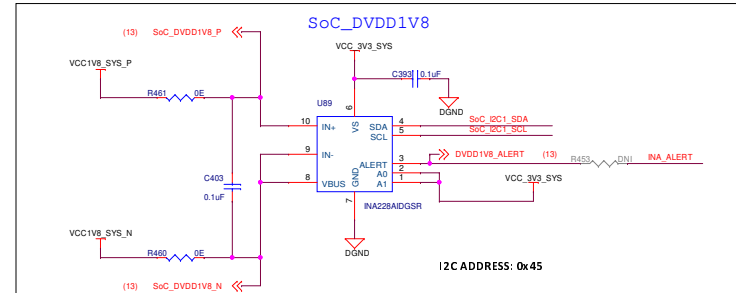 SoC_DVDD1V8
(13) SoC_DVDD1V8_P
VCC_3V3_SYS
VCC1V8_SYS_P
C393 0.1uF
R461 0E
U89
DGND
6
10 IN+ VS SDA 4 SoC_I2C1_SDA
SCL 5 SoC_I2C1_SCL
9 IN-
ALERT 3 DVDD1V8_ALERT (13) R453 DNI INA_ALERT
C403
8 VBUS GND A0 2
A1 1 VCC_3V3_SYS
0.1uF
7 INA228AIDGSR
VCC1V8_SYS_N
R460 0E
DGND
I2C ADDRESS: 0x45
(13) SoC_DVDD1V8_N